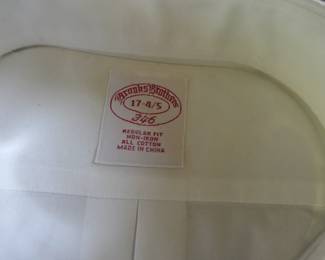 Brooks Brothers
17-4/5
346
REGULAR FIT
NON-IRON
ALL COTTON
MADE IN CHINA